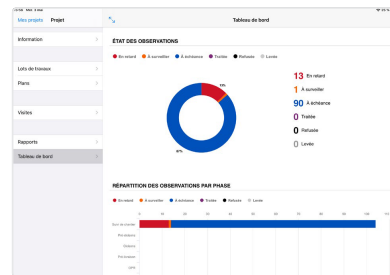 Mes projets Projet
Tableau de bord
Information
Lots de travaux
Plans
Visites
Rapports
Tableau de bord
ÉTAT DES OBSERVATIONS
En retard À surveiller À échéance Traitée Refusée Levée
13%
87%
13 En retard
1 À surveiller
90 À échéance
0 Traitée
0 Refusée
0 Levée
RÉPARTITION DES OBSERVATIONS PAR PHASE
En retard À surveiller À échéance Traitée Refusée Levée